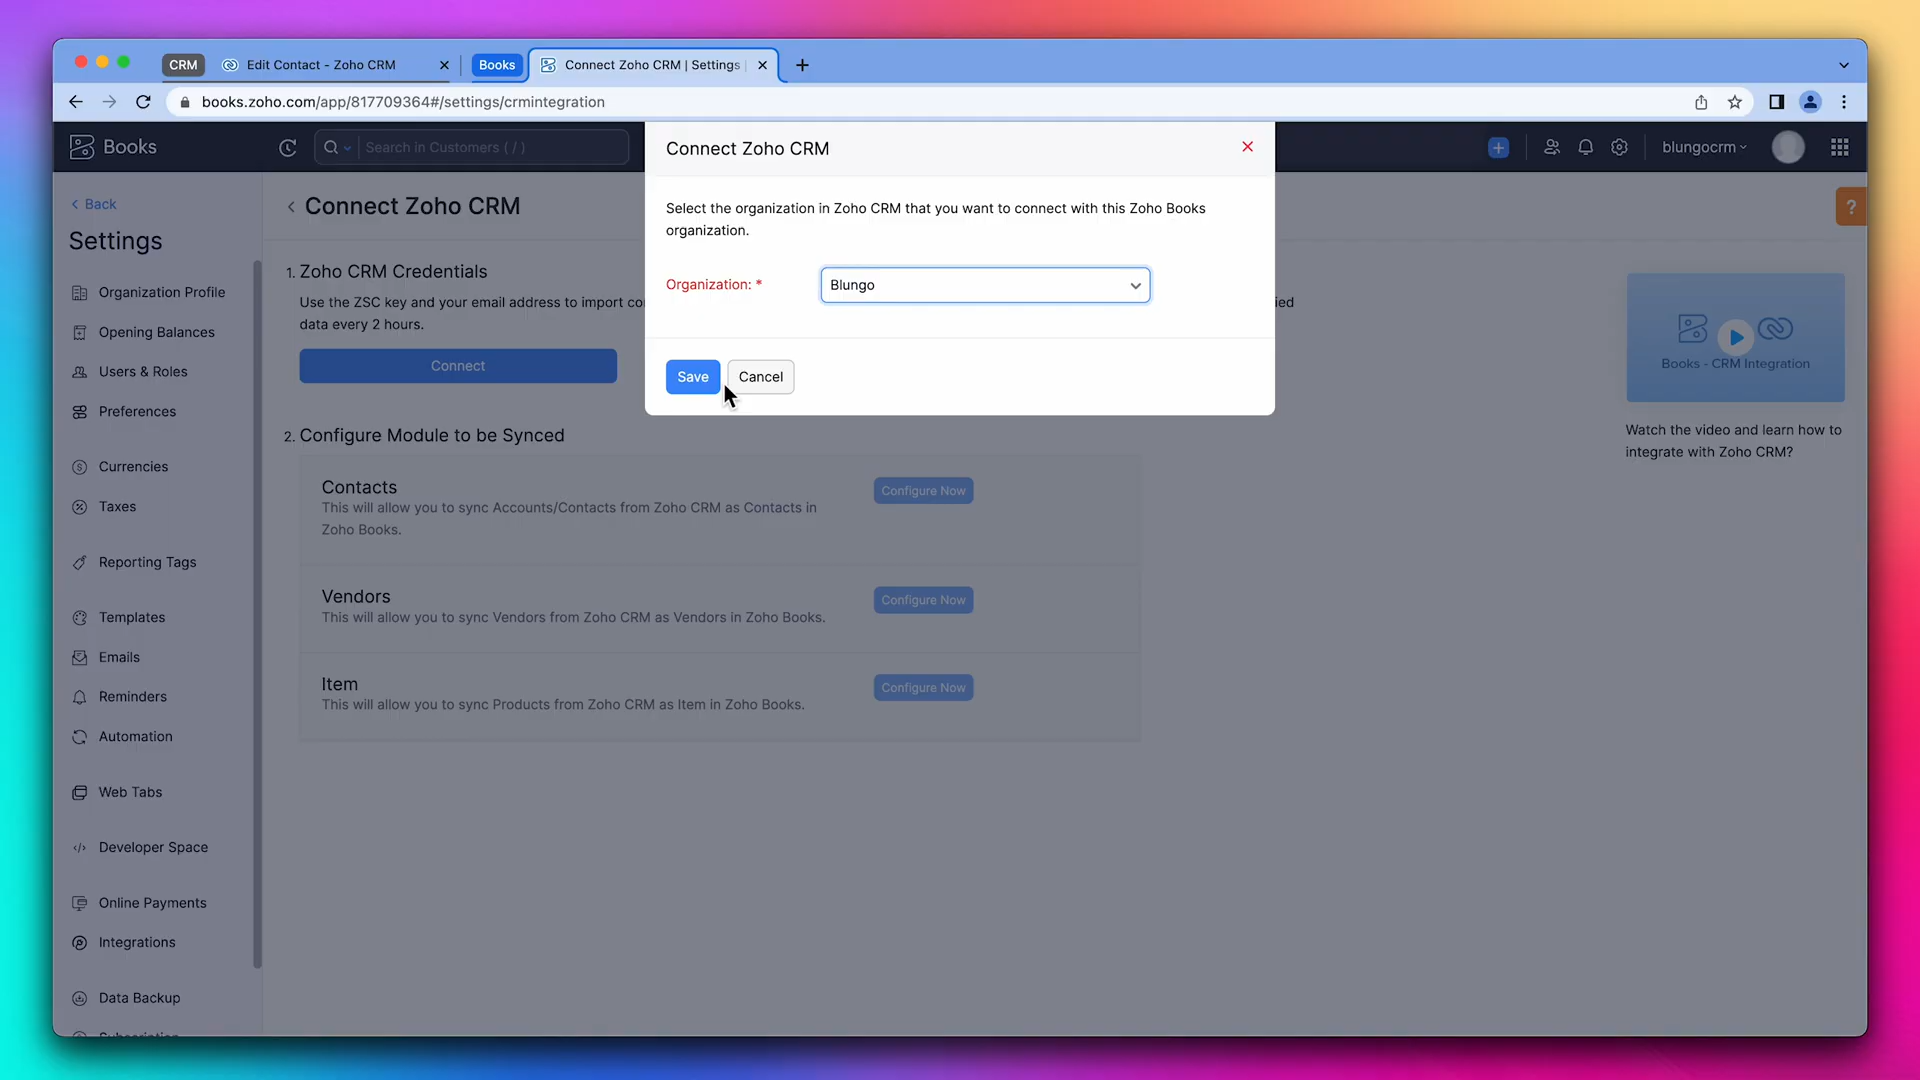 CRM
Edit Contact - Zoho CRM
Books
Connect Zoho CRM | Settings |
books.zoho.com/app/817709364#/settings/crmintegration
Books
Search in Customers ( / )
blungocrm
Connect Zoho CRM
Select the organization in Zoho CRM that you want to connect with this Zoho Books
organization.
Organization: *
Blungo
Save
Cancel
Back
Settings
Organization Profile
Opening Balances
Users & Roles
Preferences
Currencies
Taxes
Reporting Tags
Templates
Emails
Reminders
Automation
Web Tabs
Developer Space
Online Payments
Integrations
Data Backup
Connect Zoho CRM
1. Zoho CRM Credentials
Use the ZSC key and your email address to import
data every 2 hours.
Connect
2. Configure Module to be Synced
Contacts
This will allow you to sync Accounts/Contacts from Zoho CRM as Contacts in
Zoho Books.
Configure Now
Vendors
This will allow you to sync Vendors from Zoho CRM as Vendors in Zoho Books.
Configure Now
Item
This will allow you to sync Products from Zoho CRM as Item in Zoho Books.
Configure Now
?
Books - CRM Integration
Watch the video and learn how to
integrate with Zoho CRM?